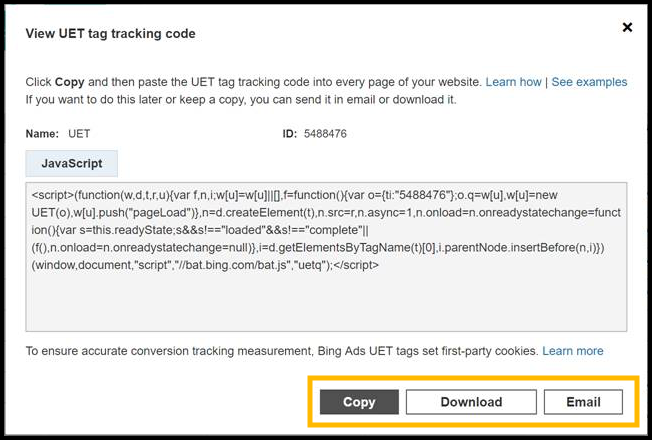 View UET tag tracking code
Click Copy and then paste the UET tag tracking code into every page of your website. Learn how | See examples
If you want to do this later or keep a copy, you can send it in email or download it.
Name: UET ID: 5488476
JavaScript
<script>(function(w,d,t,r,u){var f,n,i;w[u]=w[u]||[],f=function(){var o={ti:"5488476"};o.q=w[u],w[u]=new
UET(o),w[u].push("pageLoad")},n=d.createElement(t),n.src=r,n.async=1,n.onload=n.onreadystatechange=funct
ion(){var s=this.readyState;s&&s!=="loaded"&&s!=="complete"||
(f(),n.onload=n.onreadystatechange=null)},i=d.getElementsByTagName(t)[0],i.parentNode.insertBefore(n,i)})
(window,document,"script","//bat.bing.com/bat.js","uetq");</script>
To ensure accurate conversion tracking measurement, Bing Ads UET tags set first-party cookies. Learn more
Copy Download Email